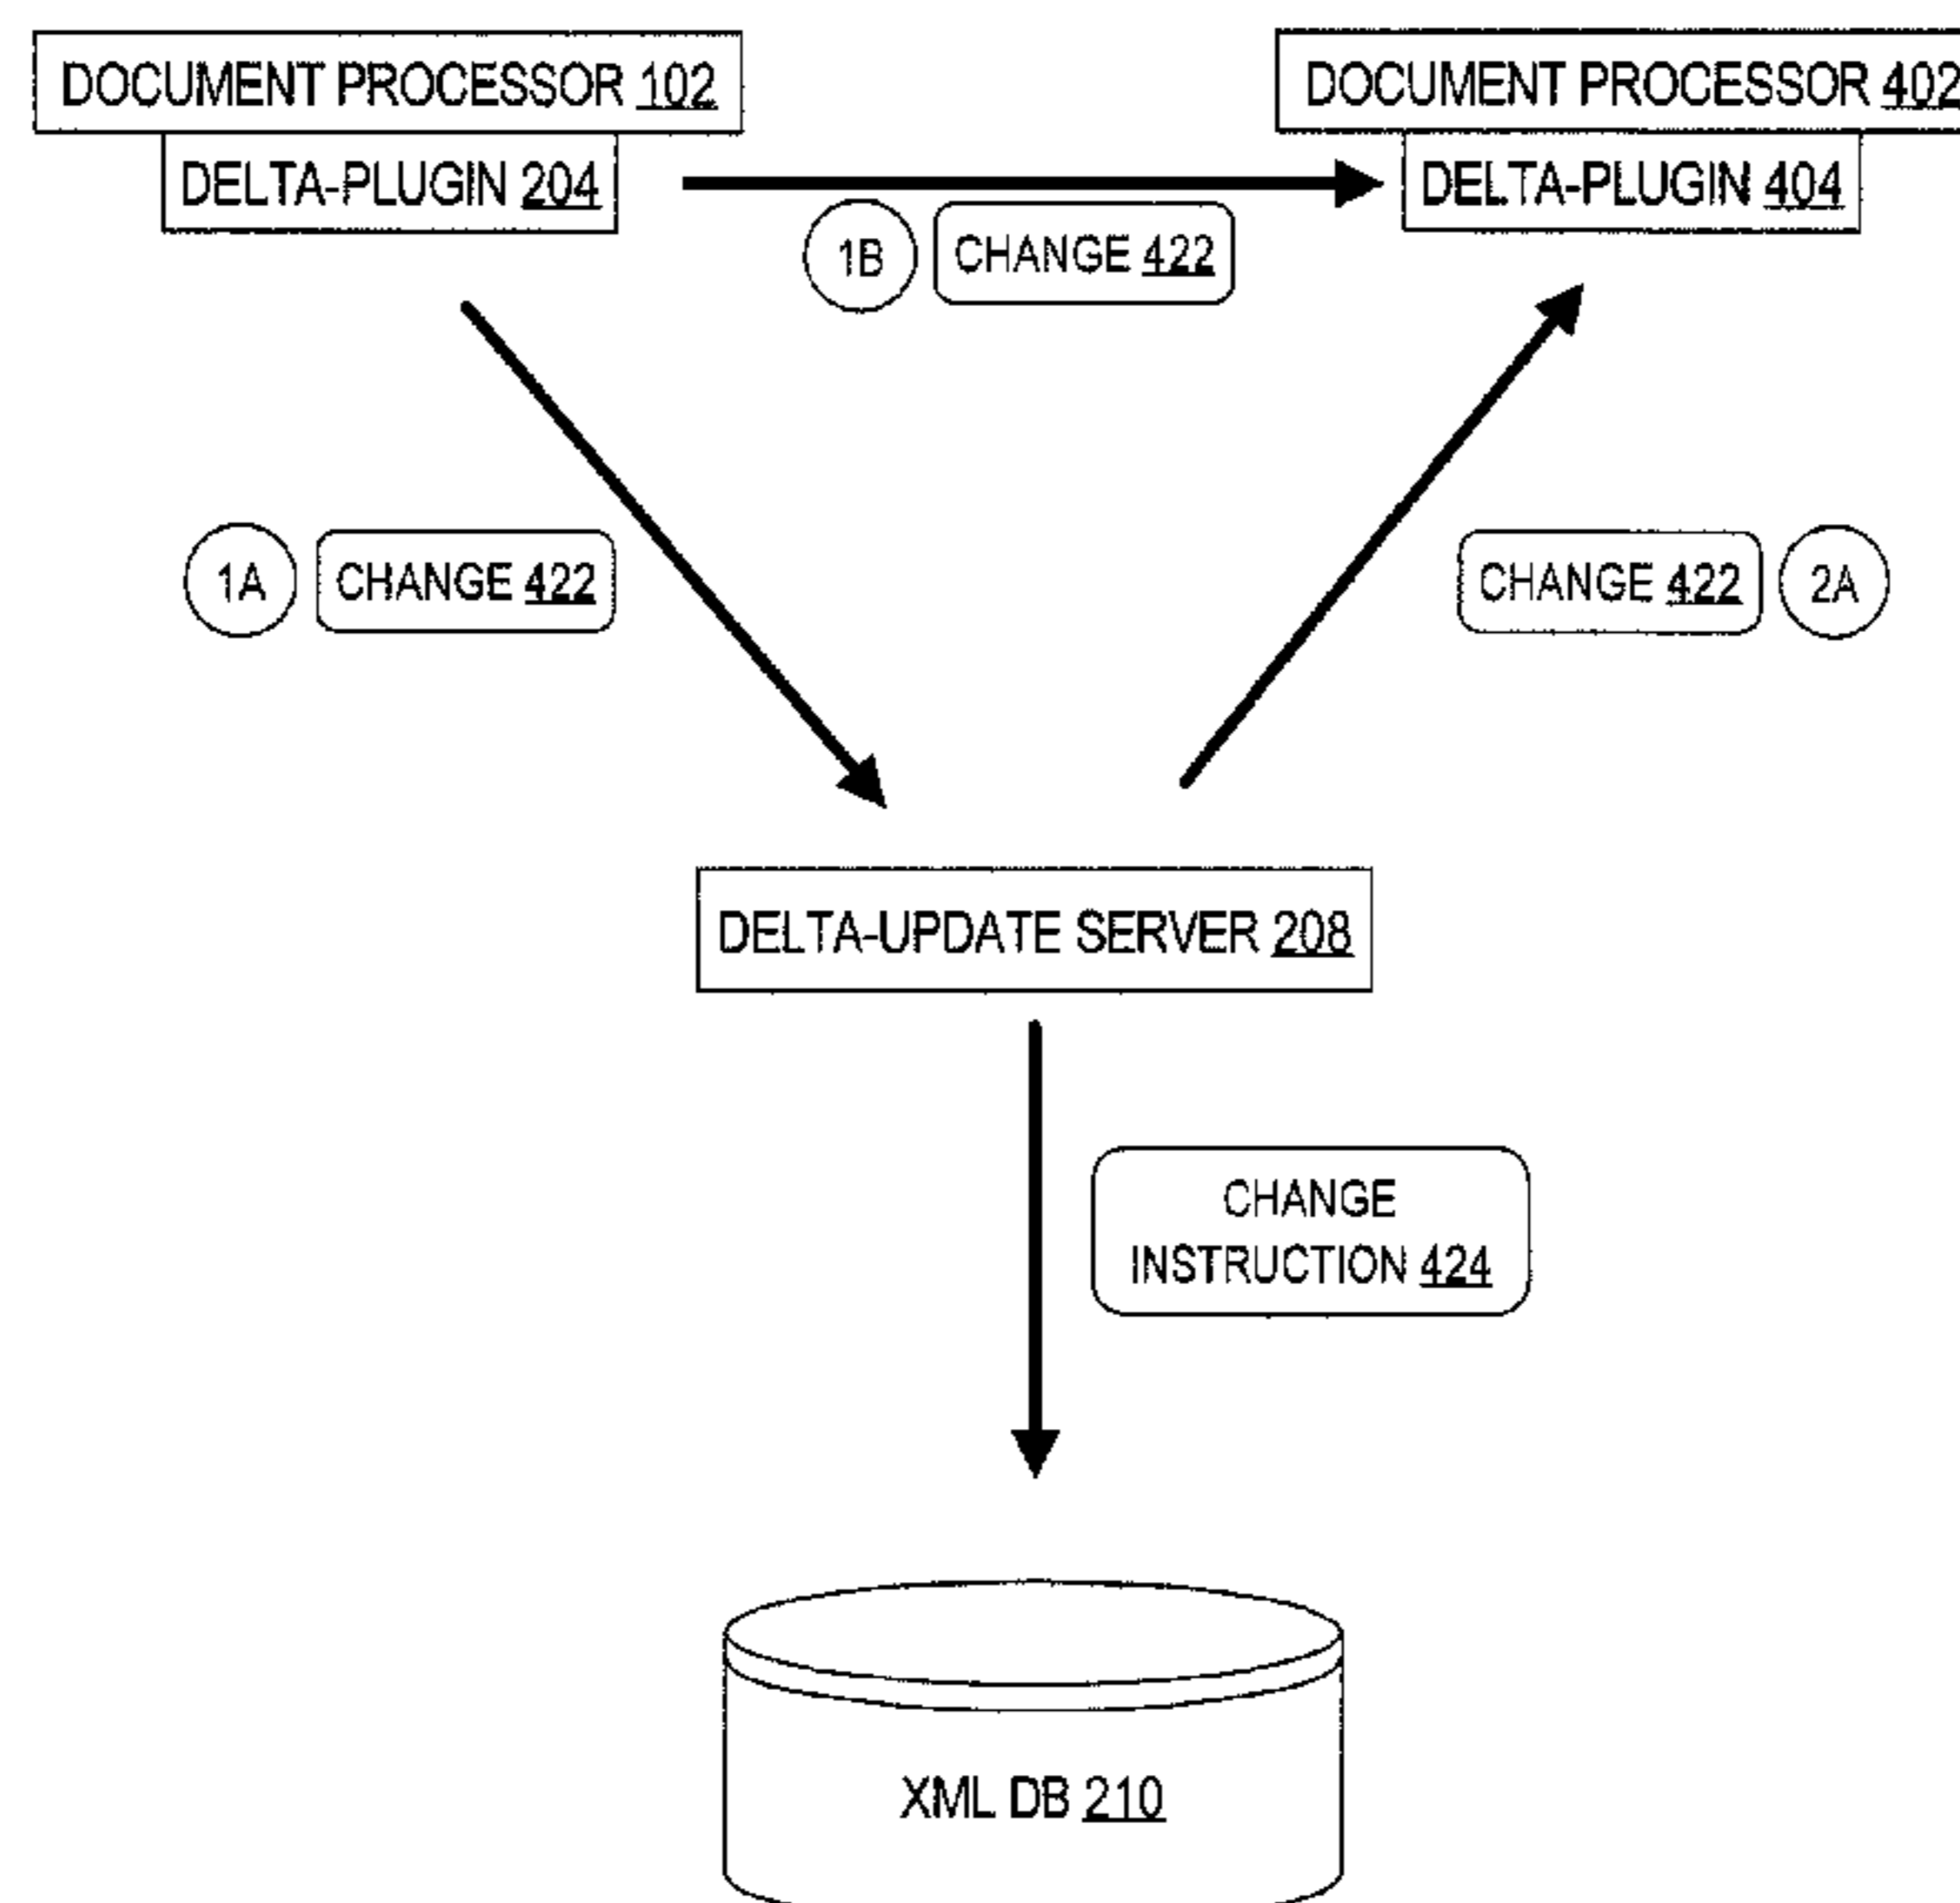 DOCUMENT PROCESSOR 102
DELTA-PLUGIN 204
DOCUMENT PROCESSOR 402
DELTA-PLUGIN 404
1B
CHANGE 422
1A
CHANGE 422
CHANGE 422
2A
DELTA-UPDATE SERVER 208
CHANGE
INSTRUCTION 424
XML DB 210